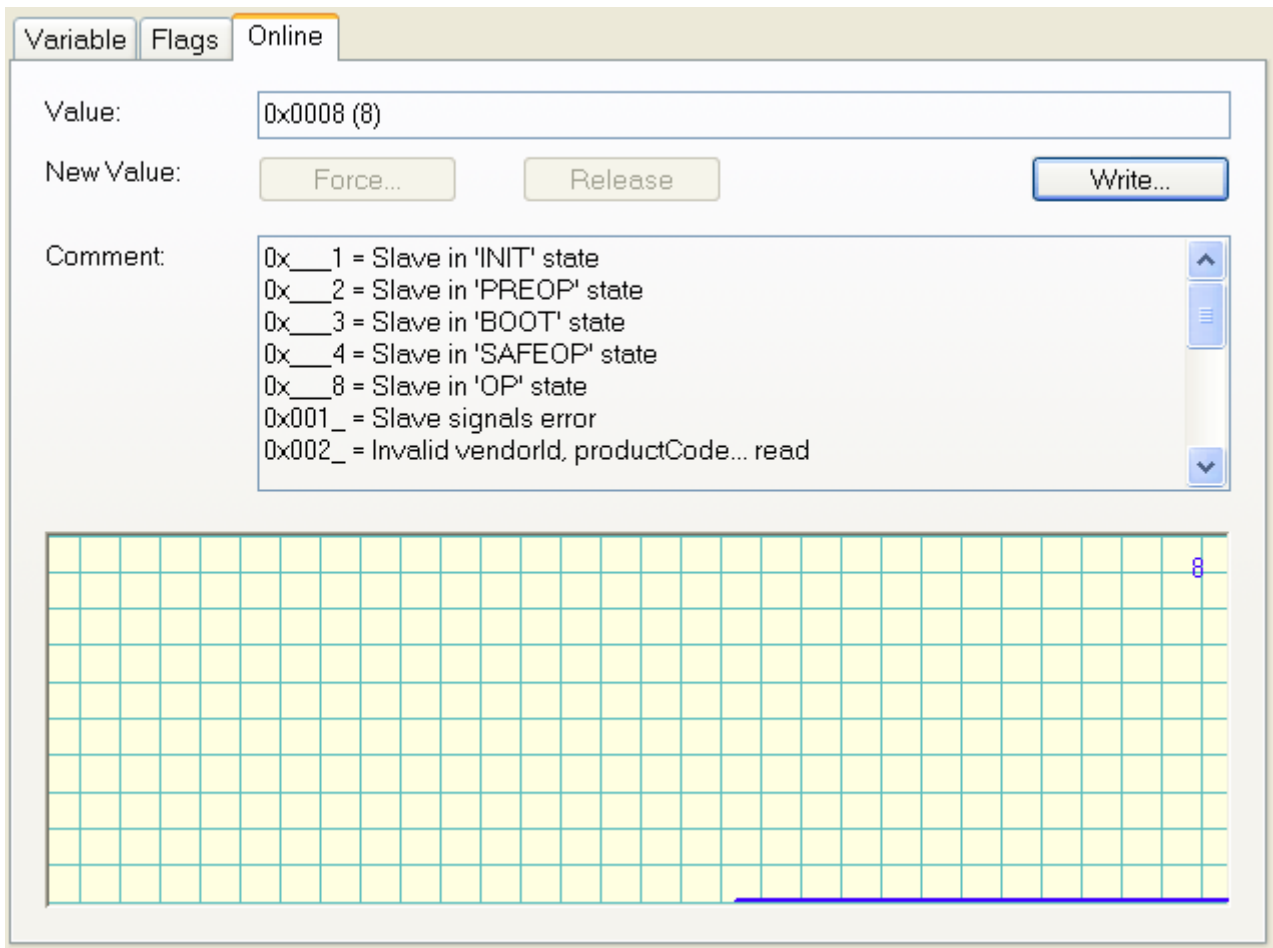 Variable Flags Online
Value: 0x0008 (8)
New Value: Force... Release Write...
Comment: 0x___1 = Slave in 'INIT' state
0x___2 = Slave in 'PREOP' state
0x___3 = Slave in 'BOOT' state
0x___4 = Slave in 'SAFEOP' state
0x___8 = Slave in 'OP' state
0x001_ = Slave signals error
0x002_ = Invalid vendorId, productCode... read
8